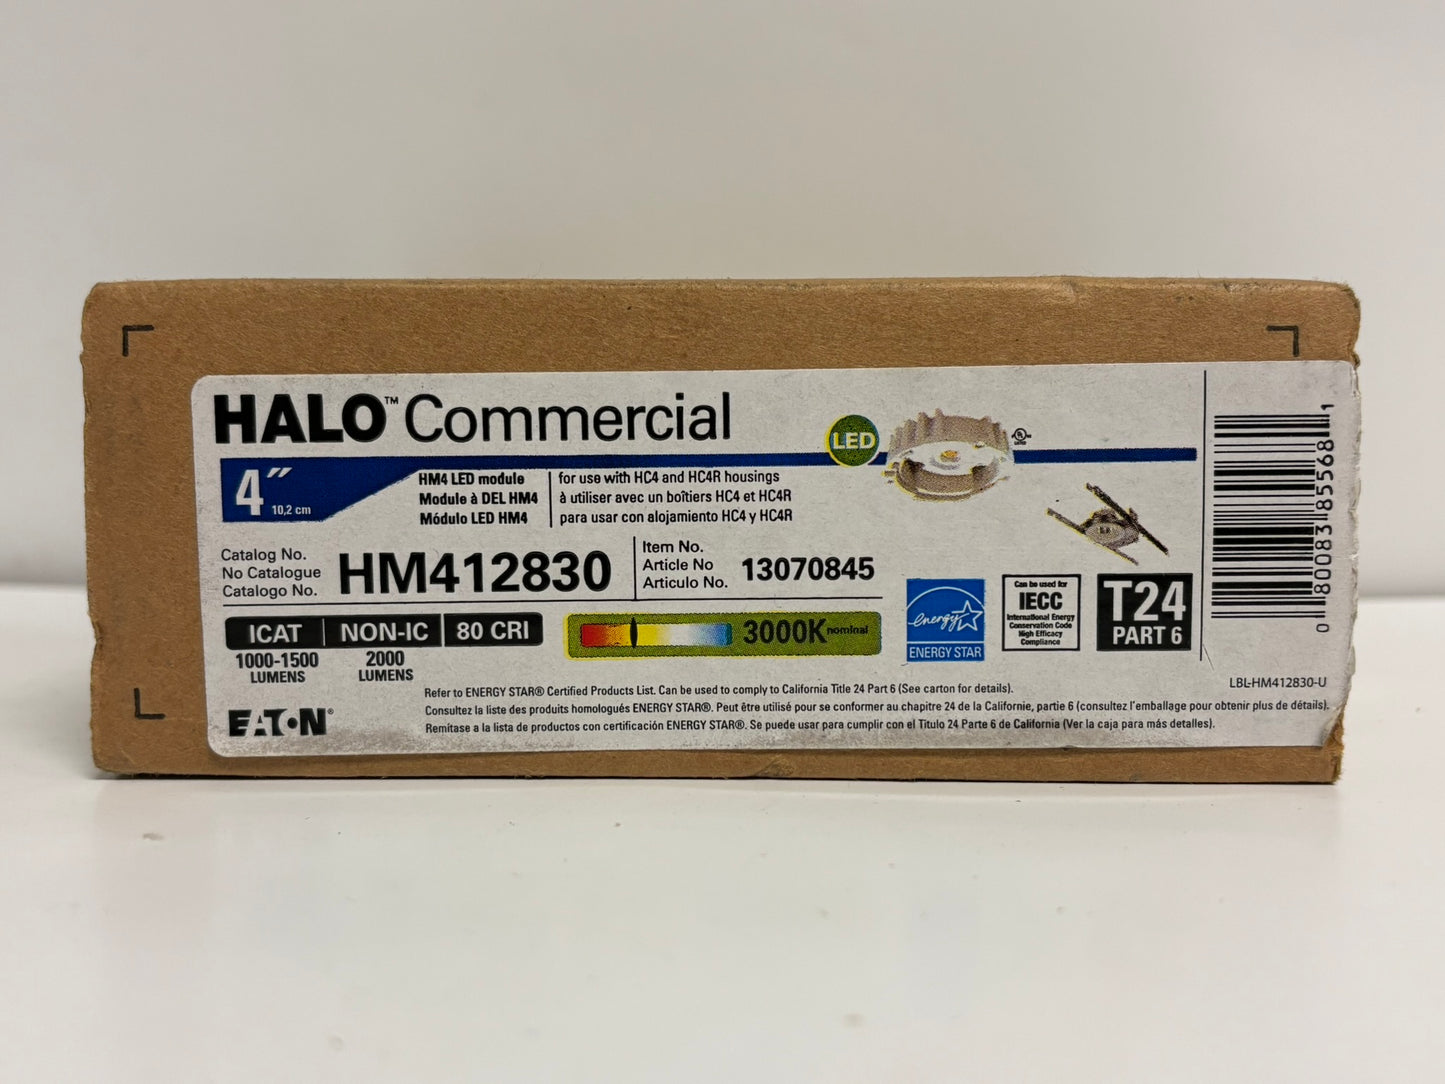 HALO™ Commercial
LED
UL LISTED
4″
10,2 cm
HM4 LED module
Module à DEL HM4
Módulo LED HM4
for use with HC4 and HC4R housings
à utiliser avec un boîtiers HC4 et HC4R
para usar con alojamiento HC4 y HC4R
Catalog No.
No Catalogue
Catalogo No.
HM412830
Item No.
Article No
Articulo No.
13070845
ICAT NON-IC 80 CRI
1000-1500
LUMENS
2000
LUMENS
3000K nominal
energy
ENERGY STAR
Can be used for
IECC
International Energy
Conservation Code
High Efficacy
Compliance
T24
PART 6
0 80083 85568 1
LBL-HM412830-U
EATON®
Refer to ENERGY STAR® Certified Products List. Can be used to comply to California Title 24 Part 6 (See carton for details).
Consultez la liste des produits homologués ENERGY STAR®. Peut être utilisé pour se conformer au chapitre 24 de la Californie, partie 6 (consultez l'emballage pour obtenir plus de détails).
Remítase a la lista de productos con certificación ENERGY STAR®. Se puede usar para cumplir con el Titulo 24 Parte 6 de California (Ver la caja para más detalles).